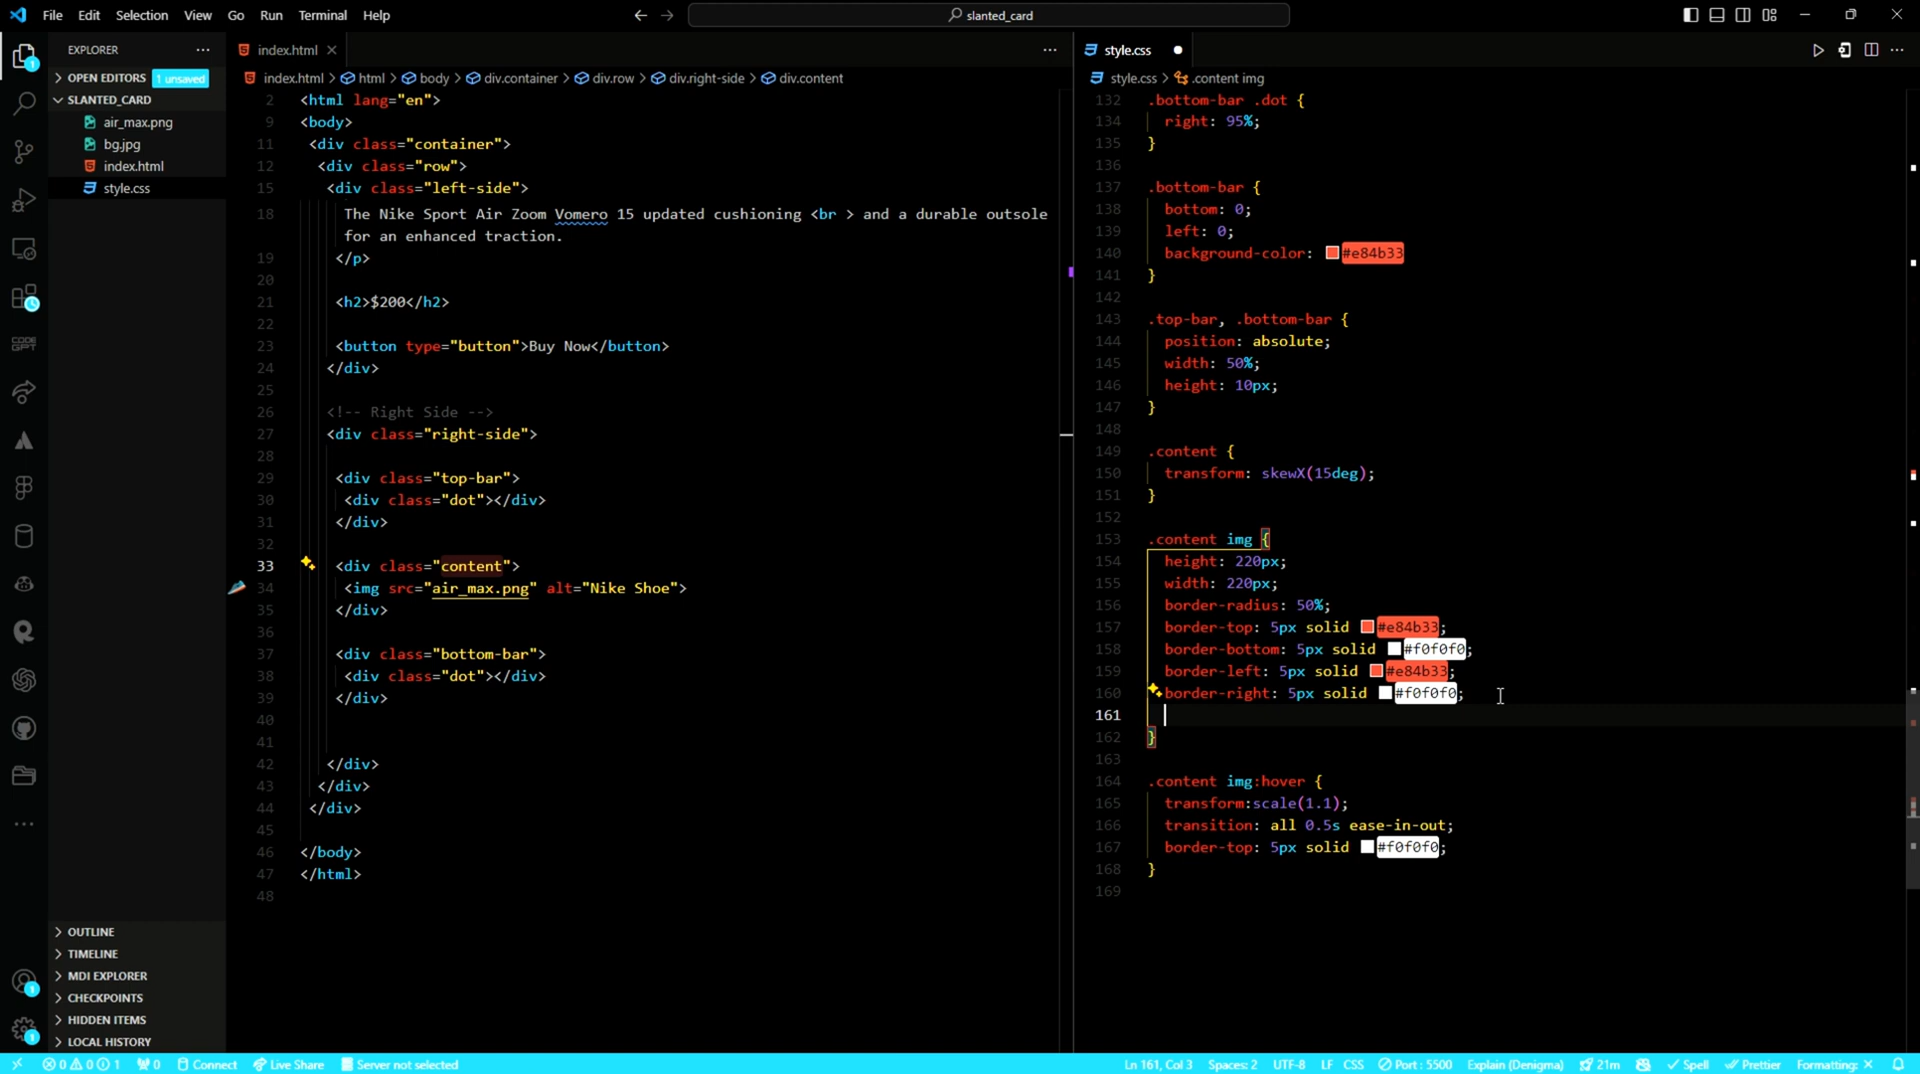 File Edit Selection View Go Run Terminal Help
slanted_card
EXPLORER
OPEN EDITORS 1 unsaved
SLANTED_CARD
air_max.png
bg.jpg
index.html
style.css
CODE
GPT
OUTLINE
TIMELINE
MDI EXPLORER
CHECKPOINTS
HIDDEN ITEMS
LOCAL HISTORY
index.html
index.html > html > body > div.container > div.row > div.right-side > div.content
2 <html lang="en">
9 <body>
11 <div class="container">
12 <div class="row">
15 <div class="left-side">
18 The Nike Sport Air Zoom Vomero 15 updated cushioning <br > and a durable outsole
for an enhanced traction.
19 </p>
20
21 <h2>$200</h2>
22
23 <button type="button">Buy Now</button>
24 </div>
25
26 <!-- Right Side -->
27 <div class="right-side">
28
29 <div class="top-bar">
30 <div class="dot"></div>
31 </div>
32
33 <div class="content">
34 <img src="air_max.png" alt="Nike Shoe">
35 </div>
36
37 <div class="bottom-bar">
38 <div class="dot"></div>
39 </div>
40
41
42 </div>
43 </div>
44 </div>
45
46 </body>
47 </html>
48
style.css
style.css > .content img
132 .bottom-bar .dot {
134 right: 95%;
135 }
136
137 .bottom-bar {
138 bottom: 0;
139 left: 0;
140 background-color: #e84b33
141 }
142
143 .top-bar, .bottom-bar {
144 position: absolute;
145 width: 50%;
146 height: 10px;
147 }
148
149 .content {
150 transform: skewX(15deg);
151 }
152
153 .content img {
154 height: 220px;
155 width: 220px;
156 border-radius: 50%;
157 border-top: 5px solid #e84b33;
158 border-bottom: 5px solid #f0f0f0;
159 border-left: 5px solid #e84b33;
160 border-right: 5px solid #f0f0f0;
161
162 }
163
164 .content img:hover {
165 transform:scale(1.1);
166 transition: all 0.5s ease-in-out;
167 border-top: 5px solid #f0f0f0;
168 }
169
0 0 1 0 Connect Live Share Server not selected Ln 161, Col 3 Spaces: 2 UTF-8 LF CSS Port : 5500 Explain (Denigma) 21m Spell Prettier Formatting: